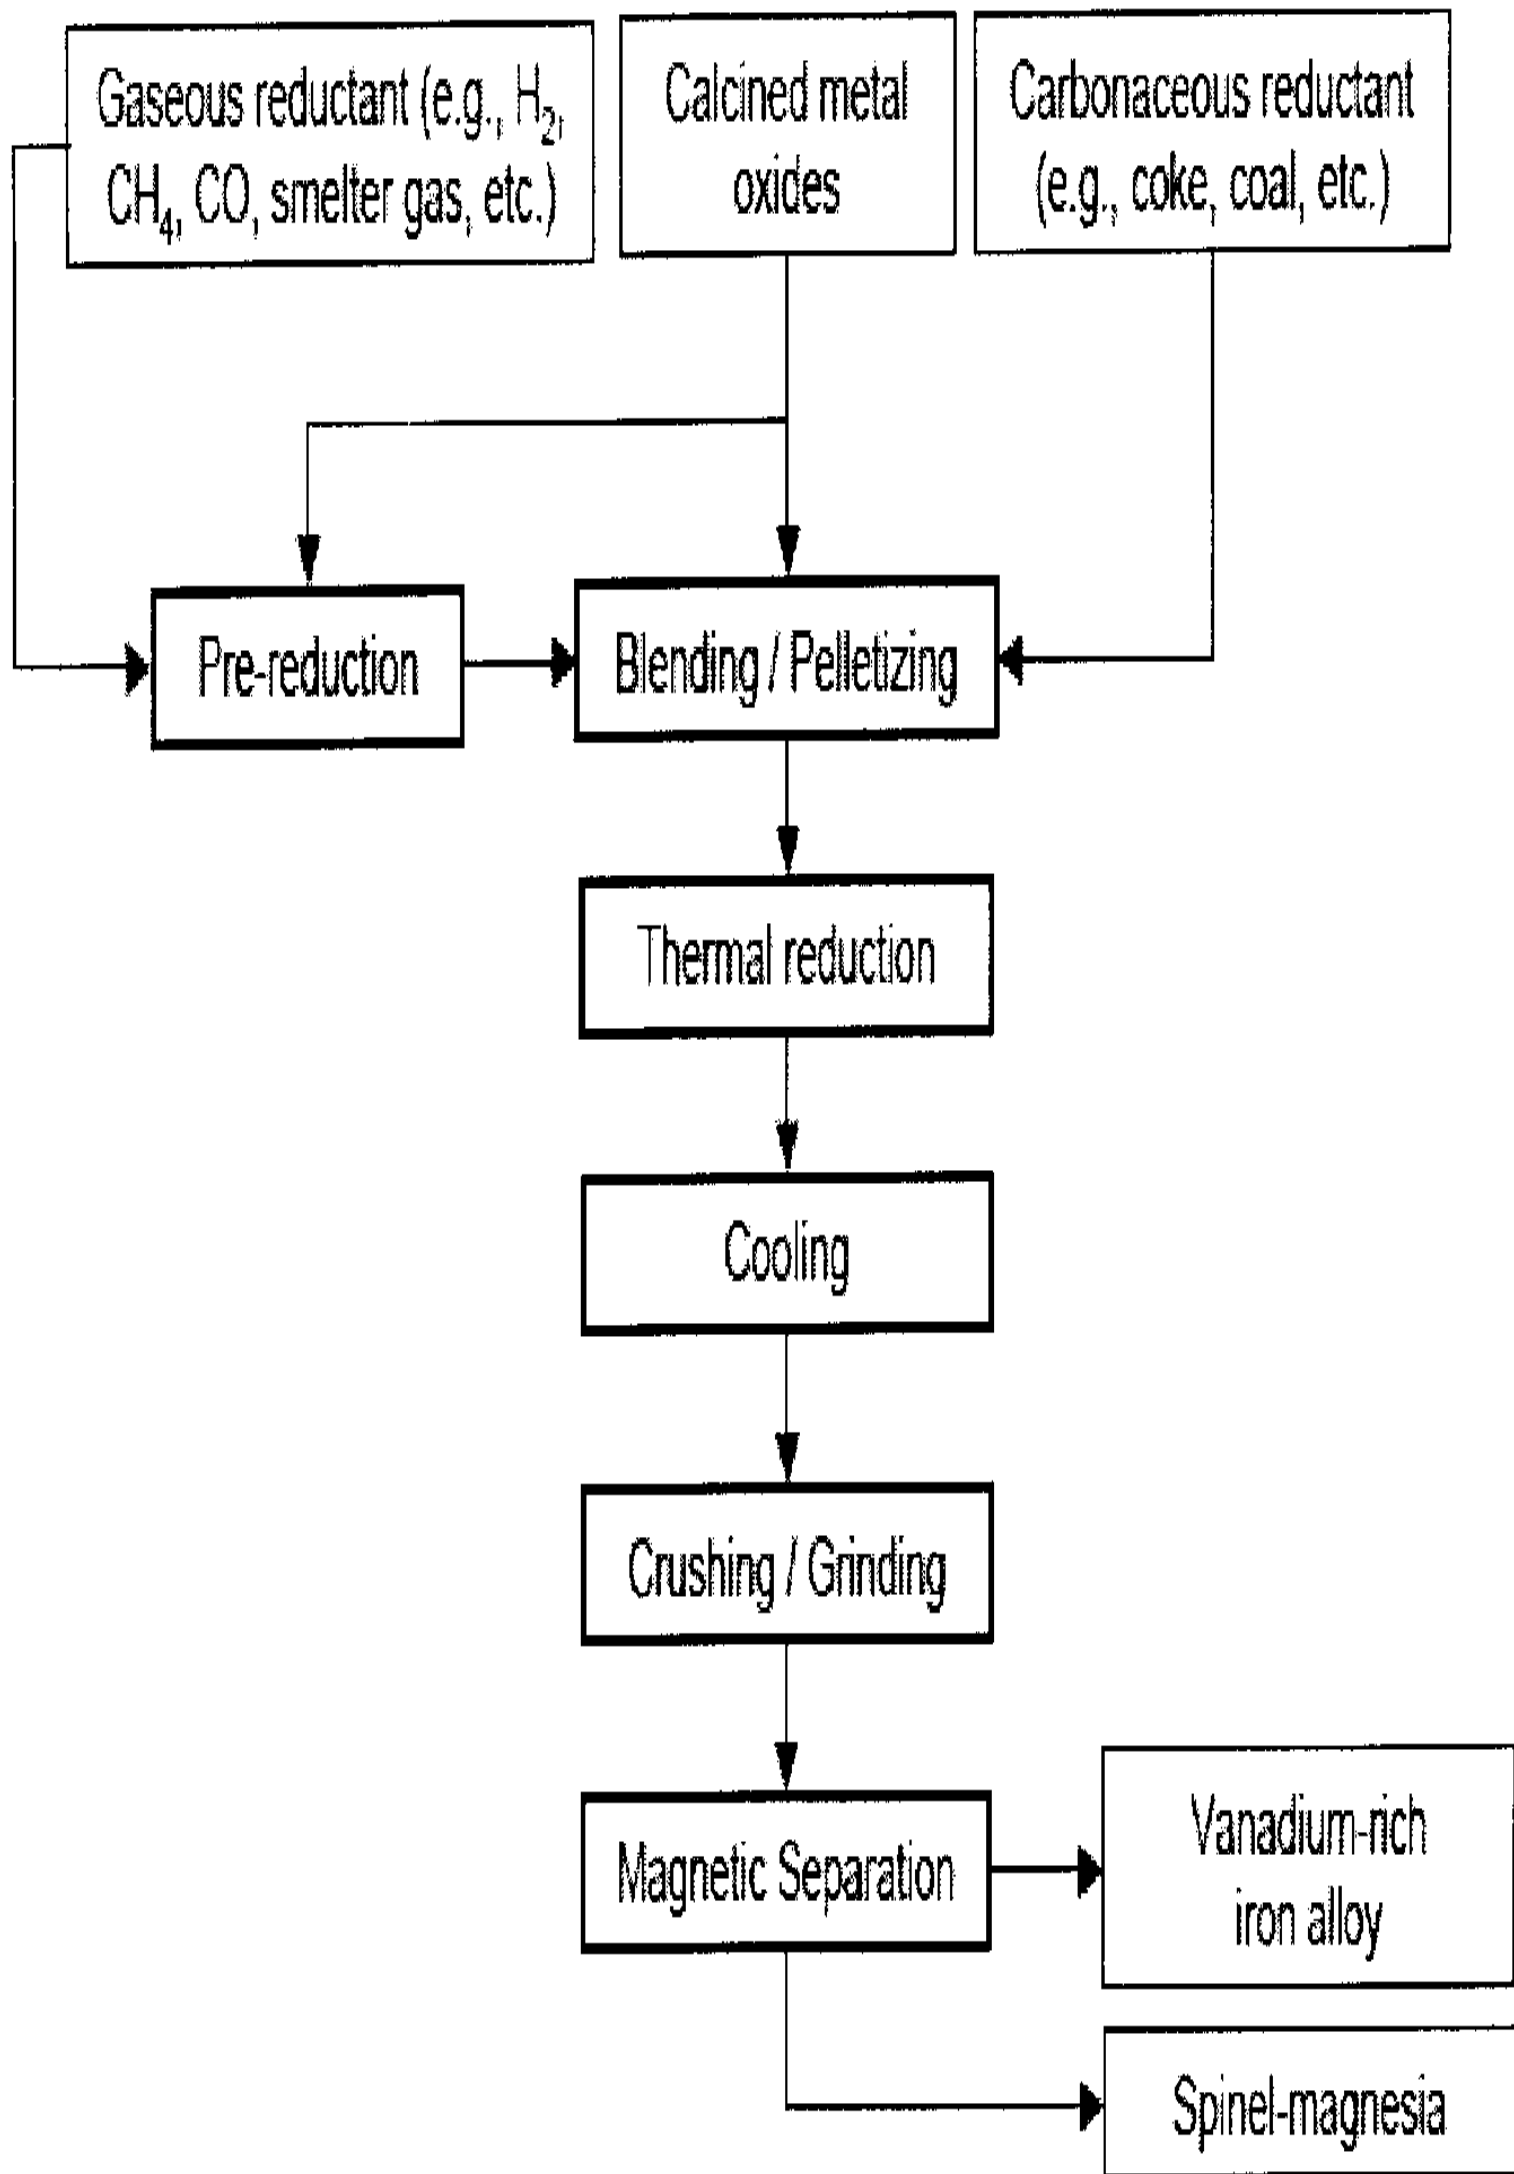 Gaseous reductant (e.g., H₂,
CH₄, CO, smelter gas, etc.)
Calcined metal
oxides
Carbonaceous reductant
(e.g., coke, coal, etc.)
Pre-reduction
Blending / Pelletizing
Thermal reduction
Cooling
Crushing / Grinding
Magnetic Separation
Vanadium-rich
iron alloy
Spinel-magnesia